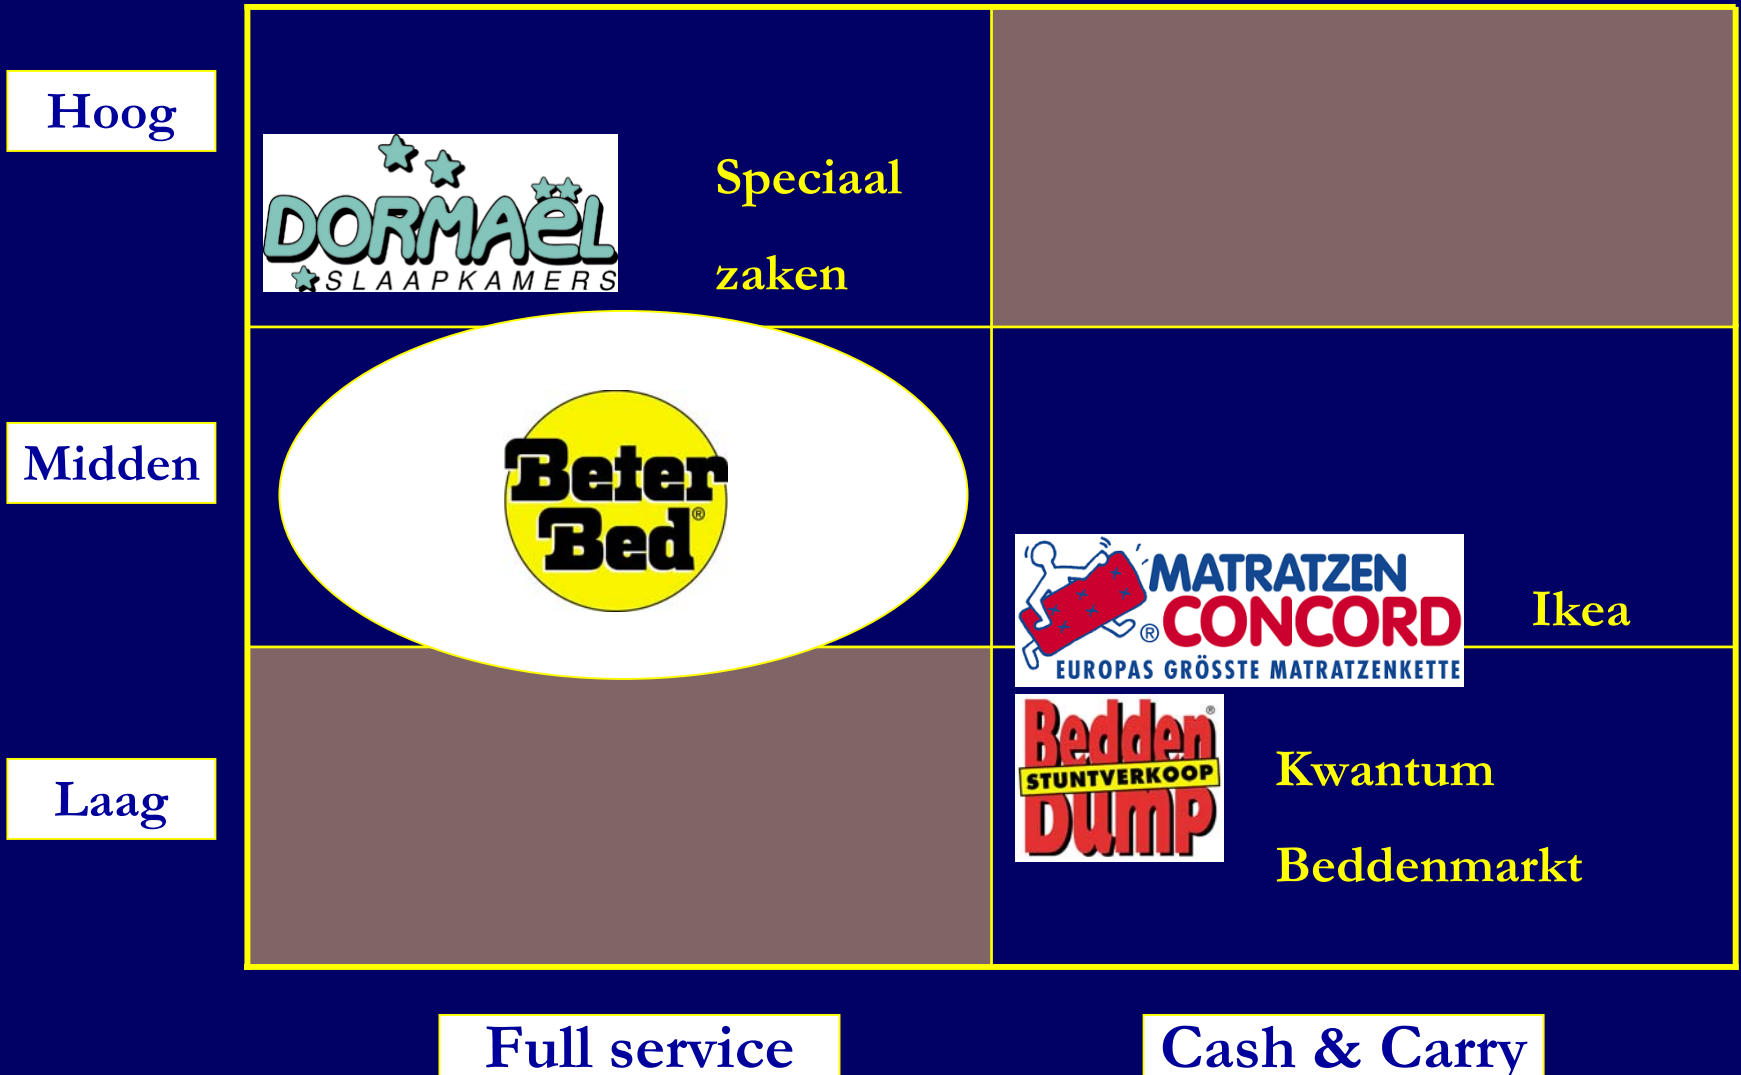 Hoog
DORMAËL
SLAAPKAMERS
Speciaal
zaken
Midden
Beter
Bed®
MATRATZEN
®CONCORD
EUROPAS GRÖSSTE MATRATZENKETTE
Ikea
Laag
Bedden®
STUNTVERKOOP
Dump
Kwantum
Beddenmarkt
Full service
Cash & Carry